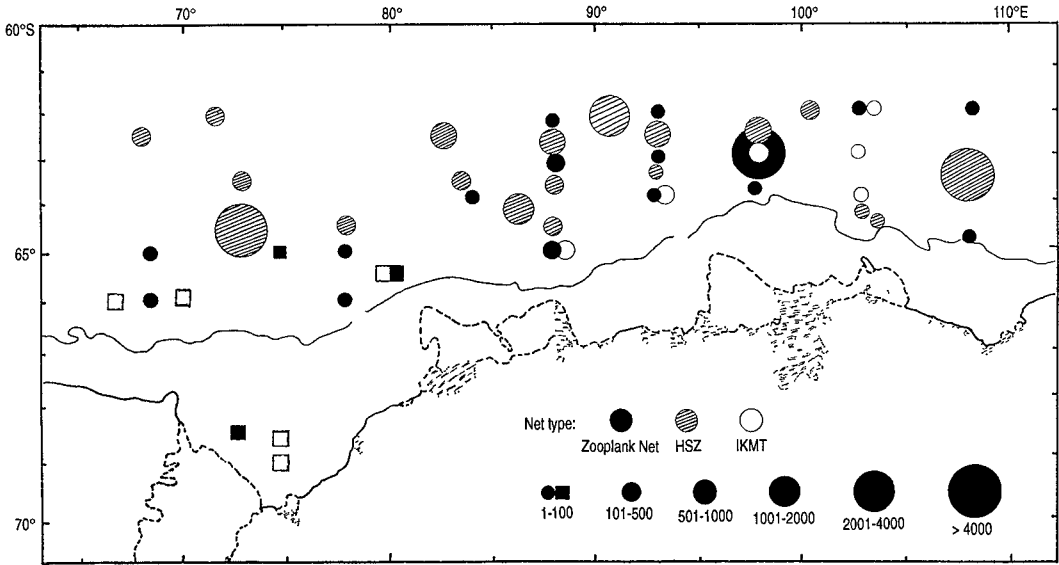 70° 80° 90° 100° 110°E
60°S
65°
70°
Net type:
Zooplank Net HSZ IKMT
1-100 101-500 501-1000 1001-2000 2001-4000 > 4000